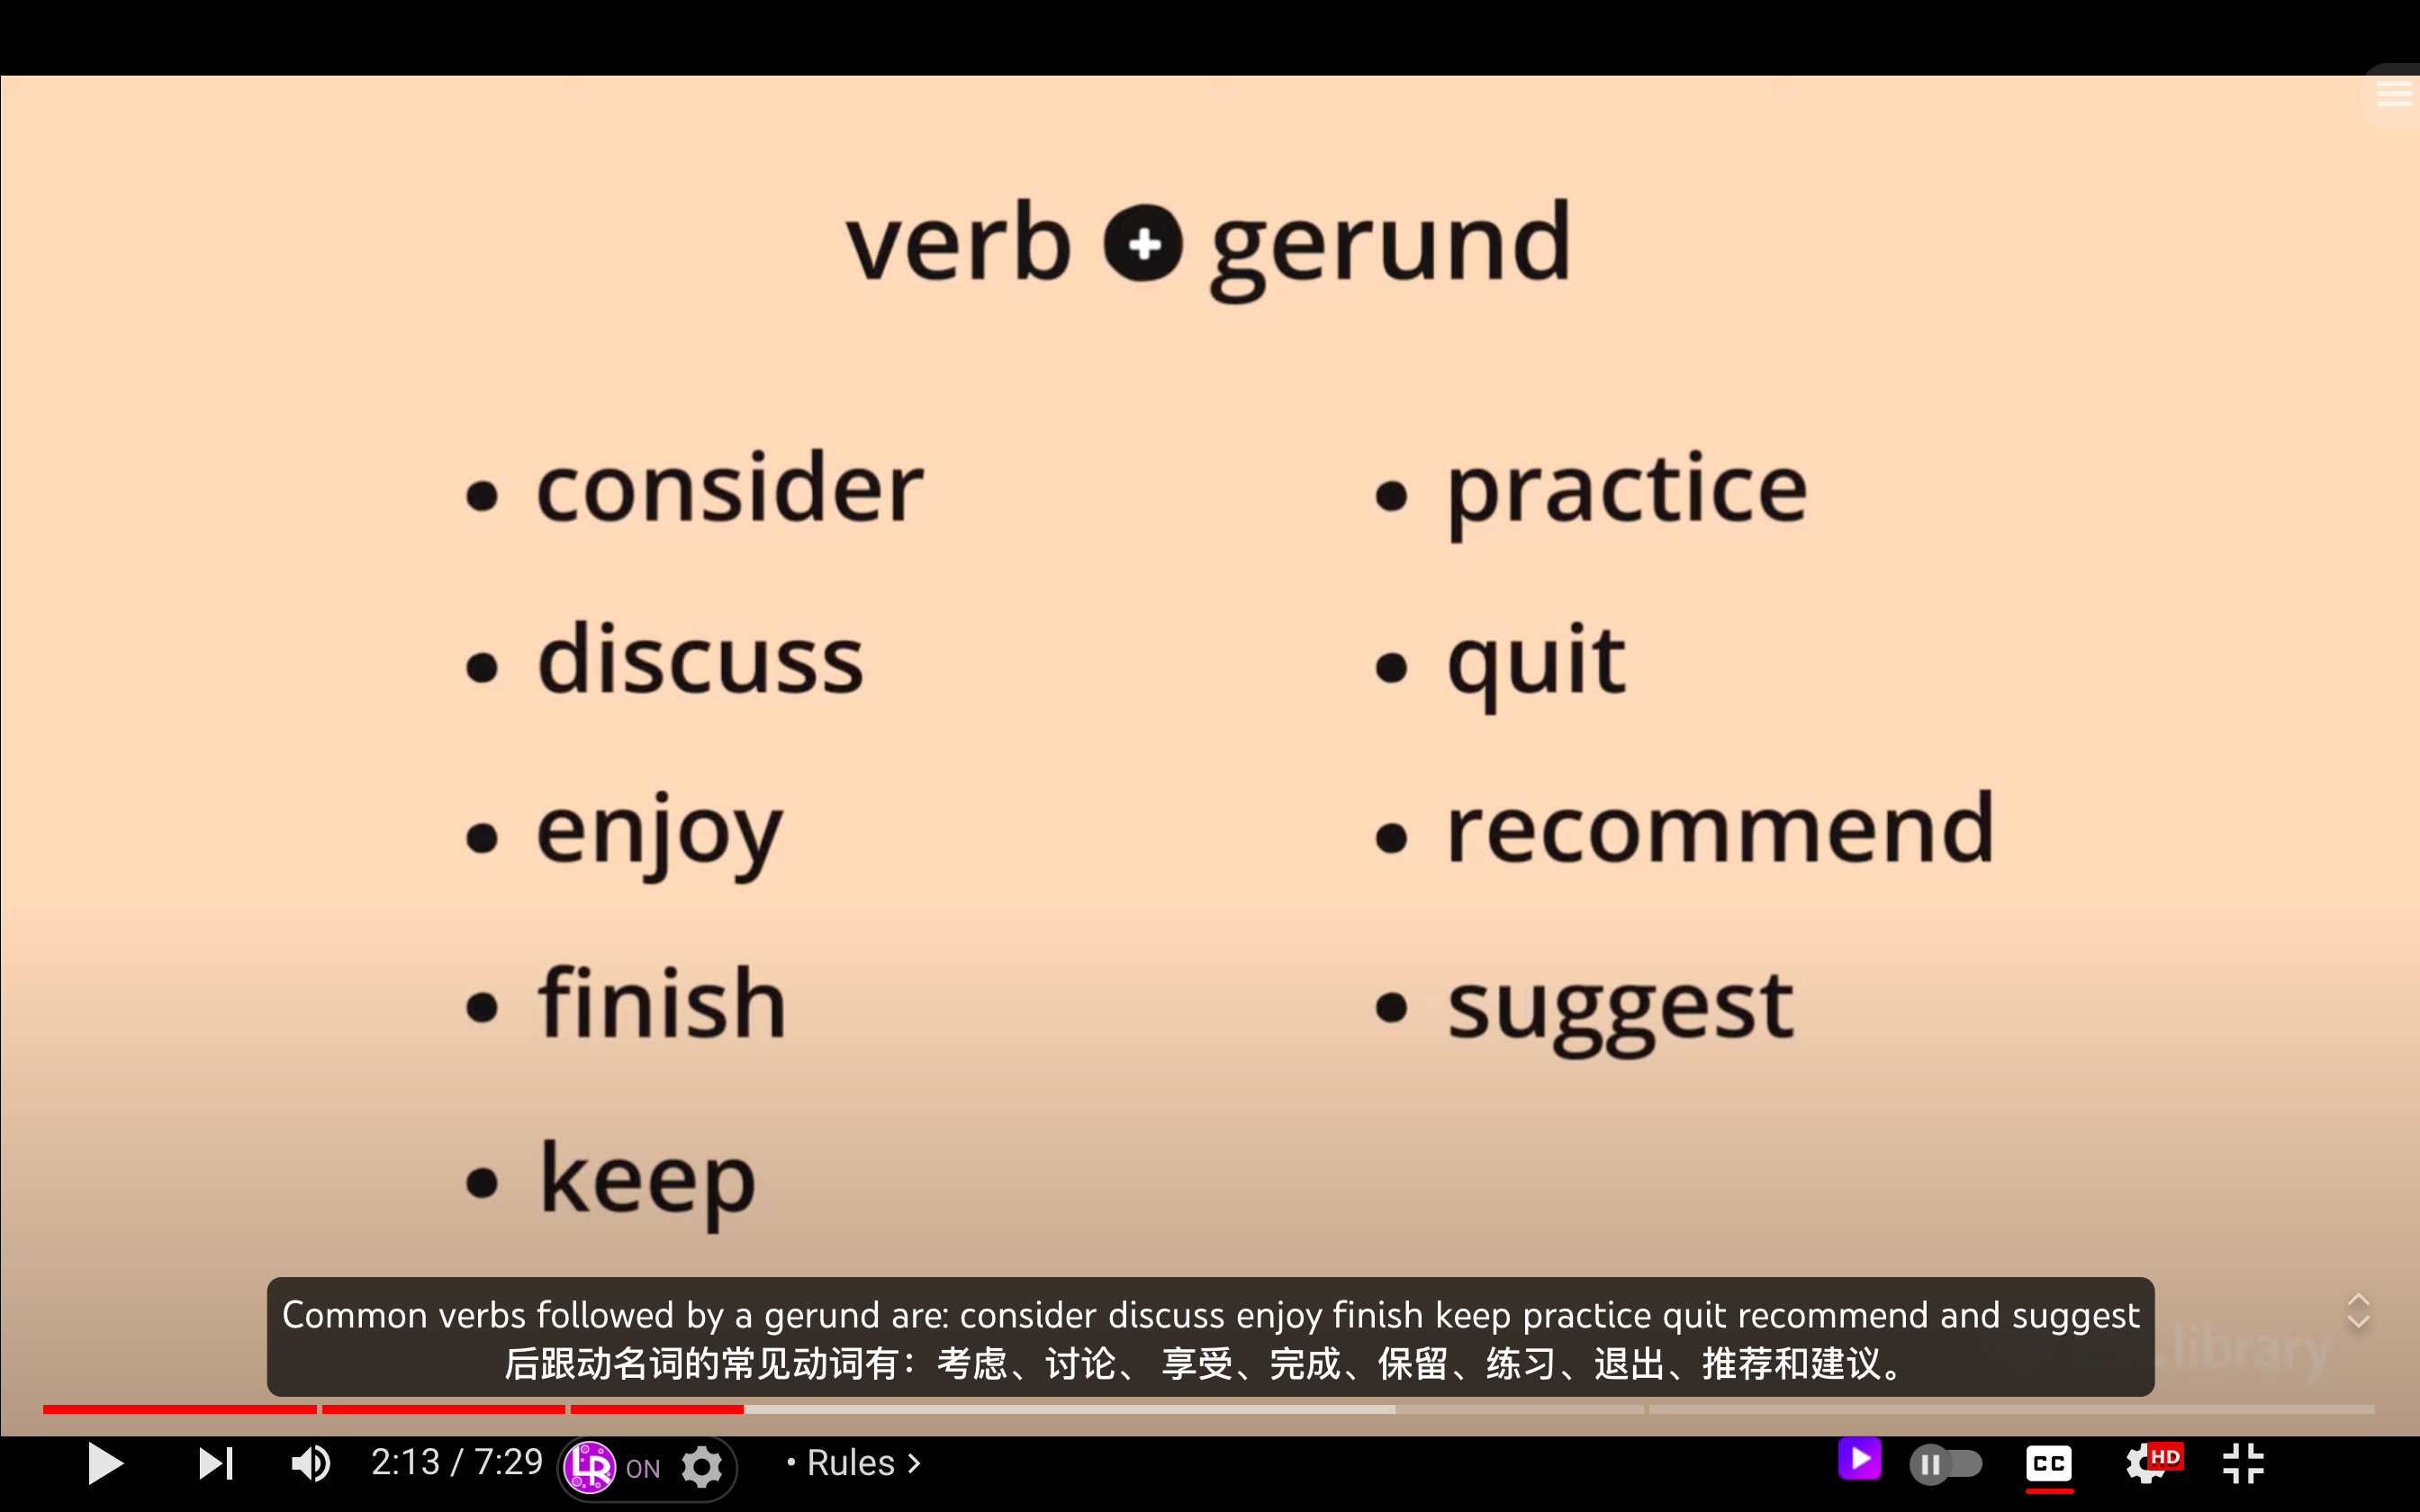 verb + gerund
• consider
• discuss
• enjoy
• finish
• keep
• practice
• quit
• recommend
• suggest
Common verbs followed by a gerund are: consider discuss enjoy finish keep practice quit recommend and suggest
后跟动名词的常见动词有：考虑、讨论、 享受、完成、保留、练习、退出、推荐和建议。
library
2:13 / 7:29
LR ON
• Rules >
CC
HD